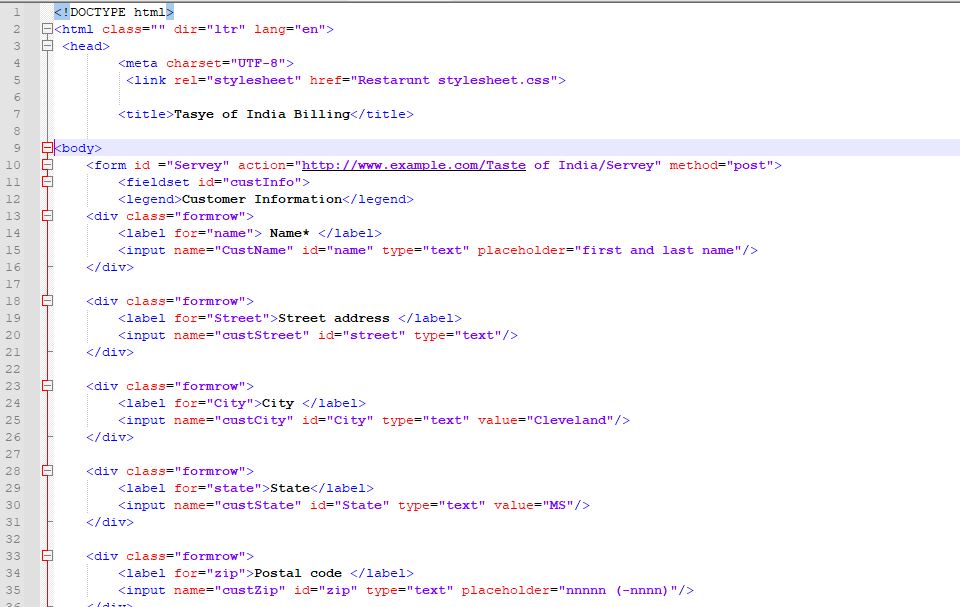 1 <!DOCTYPE html>
2 <html class="" dir="ltr" lang="en">
3 <head>
4 <meta charset="UTF-8">
5 <link rel="stylesheet" href="Restarunt stylesheet.css">
6
7 <title>Tasye of India Billing</title>
8
9 <body>
10 <form id ="Servey" action="http://www.example.com/Taste of India/Servey" method="post">
11 <fieldset id="custInfo">
12 <legend>Customer Information</legend>
13 <div class="formrow">
14 <label for="name"> Name* </label>
15 <input name="CustName" id="name" type="text" placeholder="first and last name"/>
16 </div>
17
18 <div class="formrow">
19 <label for="Street">Street address </label>
20 <input name="custStreet" id="street" type="text"/>
21 </div>
22
23 <div class="formrow">
24 <label for="City">City </label>
25 <input name="custCity" id="City" type="text" value="Cleveland"/>
26 </div>
27
28 <div class="formrow">
29 <label for="state">State</label>
30 <input name="custState" id="State" type="text" value="MS"/>
31 </div>
32
33 <div class="formrow">
34 <label for="zip">Postal code </label>
35 <input name="custZip" id="zip" type="text" placeholder="nnnnn (-nnnn)"/>
36 </div>